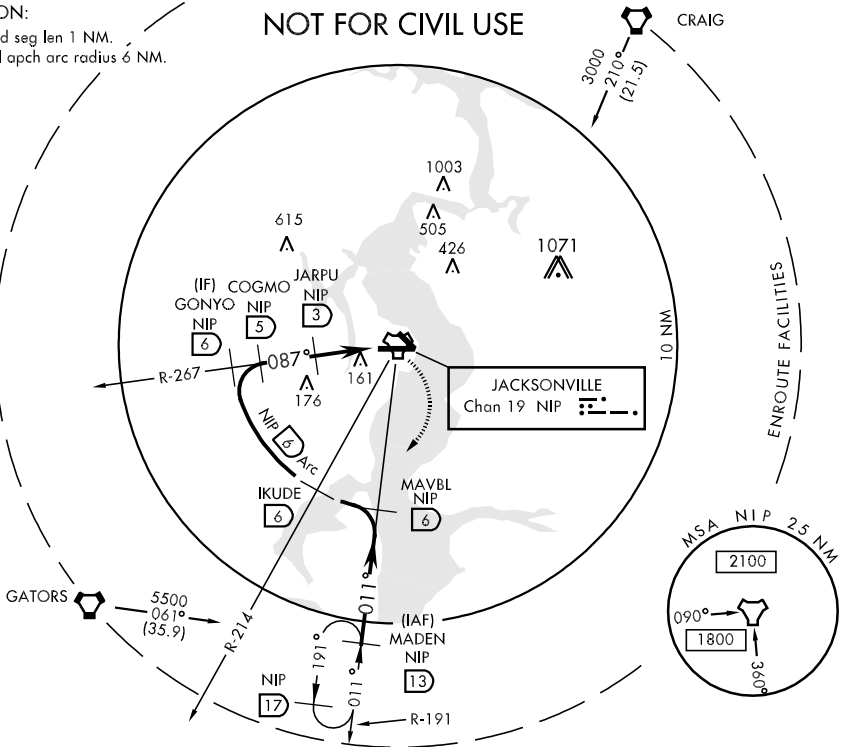 ON:
d seg len 1 NM.
l apch arc radius 6 NM.
NOT FOR CIVIL USE
CRAIG
3000
210°
(21.5)
1003
505
426
615
1071
(IF)
GONYO
NIP
6
COGMO
NIP
5
JARPU
NIP
3
R-267
087°
161
176
10 NM
ENROUTE FACILITIES
JACKSONVILLE
Chan 19 NIP
NIP 6 Arc
IKUDE
6
MAVBL
NIP
6
MSA NIP 25 NM
2100
090°
1800
360°
GATORS
5500
061°
(35.9)
R-214
011°
(IAF)
MADEN
NIP
13
191°
011°
NIP
17
R-191